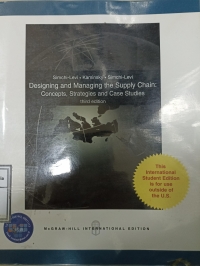 Simchi-Levi • Kaminsky • Simchi-Levi
Designing and Managing the Supply Chain:
Concepts, Strategies and Case Studies
third edition
This
International
Student Edition
is for use
outside of
the U.S.
McGRAW-HILL INTERNATIONAL EDITION